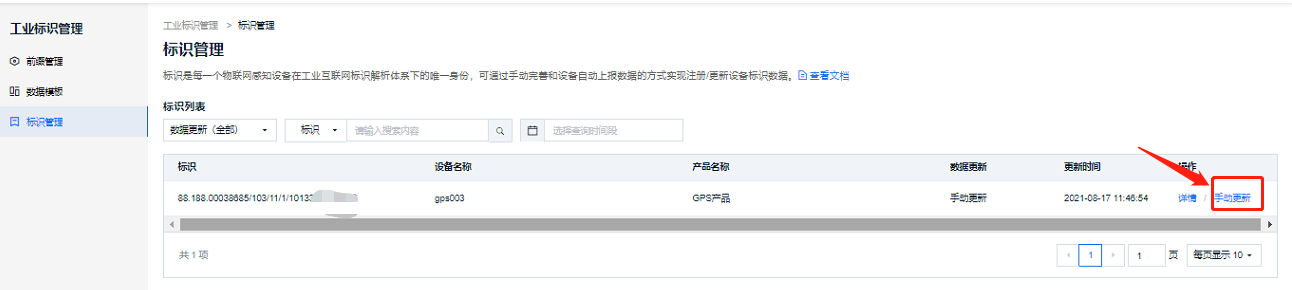 工业标识管理
前缀管理
数据模板
标识管理
工业标识管理 > 标识管理
标识管理
标识是每一个物联网感知设备在工业互联网标识解析体系下的唯一身份，可通过手动完善和设备自动上报数据的方式实现注册/更新设备标识数据。 查看文档
标识列表
数据更新（全部） 标识 请输入搜索内容 选择查询时间段
标识 设备名称 产品名称 数据更新 更新时间 操作
88.188.00038685/103/11/1/1013 gps003 GPS产品 手动更新 2021-08-17 11:46:54 详情 / 手动更新
共 1 项 1 1 页 每页显示 10